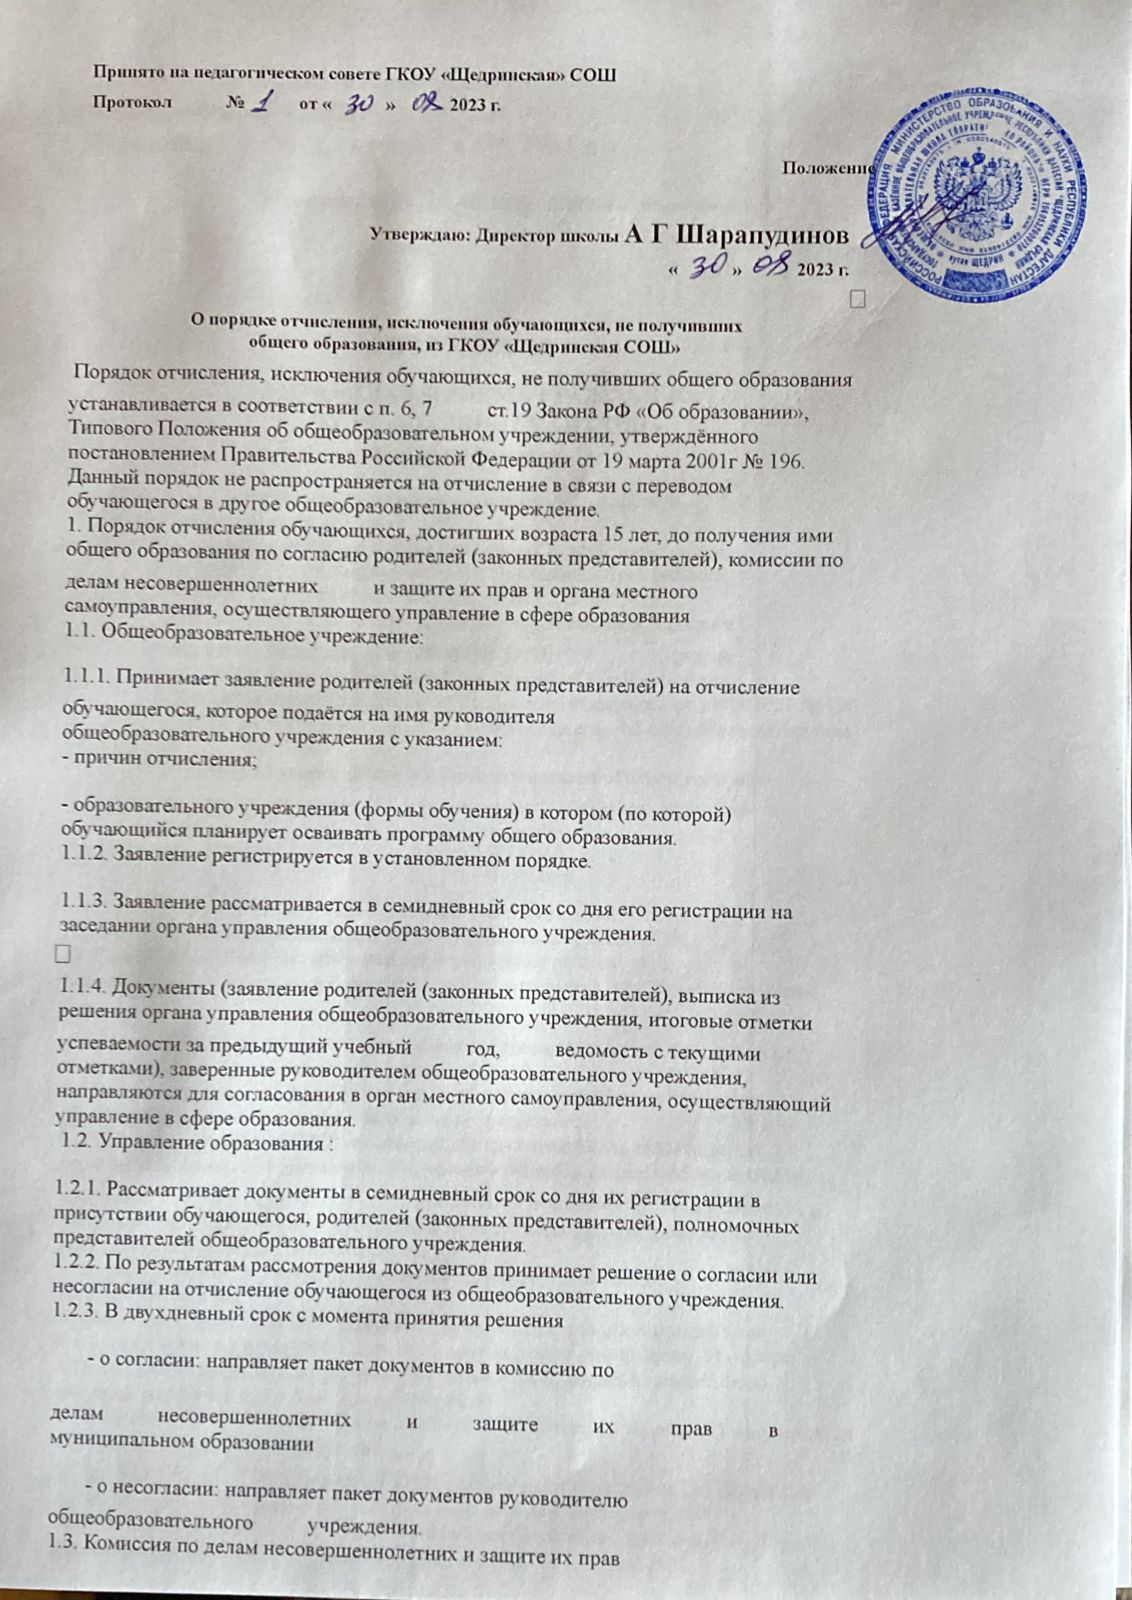 Принято на педагогическом совете ГКОУ «Щедринская» СОШ
Протокол № 1 от « 30 » 08 2023 г.
Положение
Утверждаю: Директор школы А Г Шарапудинов
« 30 » 08 2023 г.
О порядке отчисления, исключения обучающихся, не получивших
общего образования, из ГКОУ «Щедринская СОШ»
Порядок отчисления, исключения обучающихся, не получивших общего образования
устанавливается в соответствии с п. 6, 7 ст.19 Закона РФ «Об образовании»,
Типового Положения об общеобразовательном учреждении, утверждённого
постановлением Правительства Российской Федерации от 19 марта 2001г № 196.
Данный порядок не распространяется на отчисление в связи с переводом
обучающегося в другое общеобразовательное учреждение.
1. Порядок отчисления обучающихся, достигших возраста 15 лет, до получения ими
общего образования по согласию родителей (законных представителей), комиссии по
делам несовершеннолетних и защите их прав и органа местного
самоуправления, осуществляющего управление в сфере образования
1.1. Общеобразовательное учреждение:
1.1.1. Принимает заявление родителей (законных представителей) на отчисление
обучающегося, которое подаётся на имя руководителя
общеобразовательного учреждения с указанием:
- причин отчисления;
- образовательного учреждения (формы обучения) в котором (по которой)
обучающийся планирует осваивать программу общего образования.
1.1.2. Заявление регистрируется в установленном порядке.
1.1.3. Заявление рассматривается в семидневный срок со дня его регистрации на
заседании органа управления общеобразовательного учреждения.
1.1.4. Документы (заявление родителей (законных представителей), выписка из
решения органа управления общеобразовательного учреждения, итоговые отметки
успеваемости за предыдущий учебный год, ведомость с текущими
отметками), заверенные руководителем общеобразовательного учреждения,
направляются для согласования в орган местного самоуправления, осуществляющий
управление в сфере образования.
1.2. Управление образования :
1.2.1. Рассматривает документы в семидневный срок со дня их регистрации в
присутствии обучающегося, родителей (законных представителей), полномочных
представителей общеобразовательного учреждения.
1.2.2. По результатам рассмотрения документов принимает решение о согласии или
несогласии на отчисление обучающегося из общеобразовательного учреждения.
1.2.3. В двухдневный срок с момента принятия решения
- о согласии: направляет пакет документов в комиссию по
делам несовершеннолетних и защите их прав в
муниципальном образовании
- о несогласии: направляет пакет документов руководителю
общеобразовательного учреждения.
1.3. Комиссия по делам несовершеннолетних и защите их прав